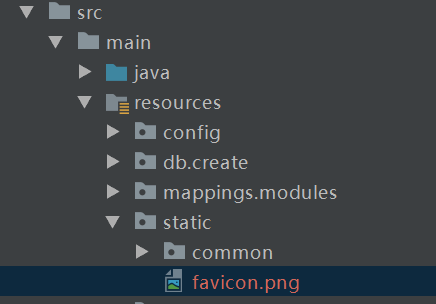 src
main
java
resources
config
db.create
mappings.modules
static
common
favicon.png